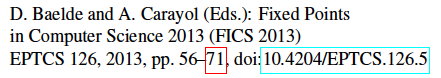 D. Baelde and A. Carayol (Eds.): Fixed Points
in Computer Science 2013 (FICS 2013)
EPTCS 126, 2013, pp. 56–71, doi:10.4204/EPTCS.126.5